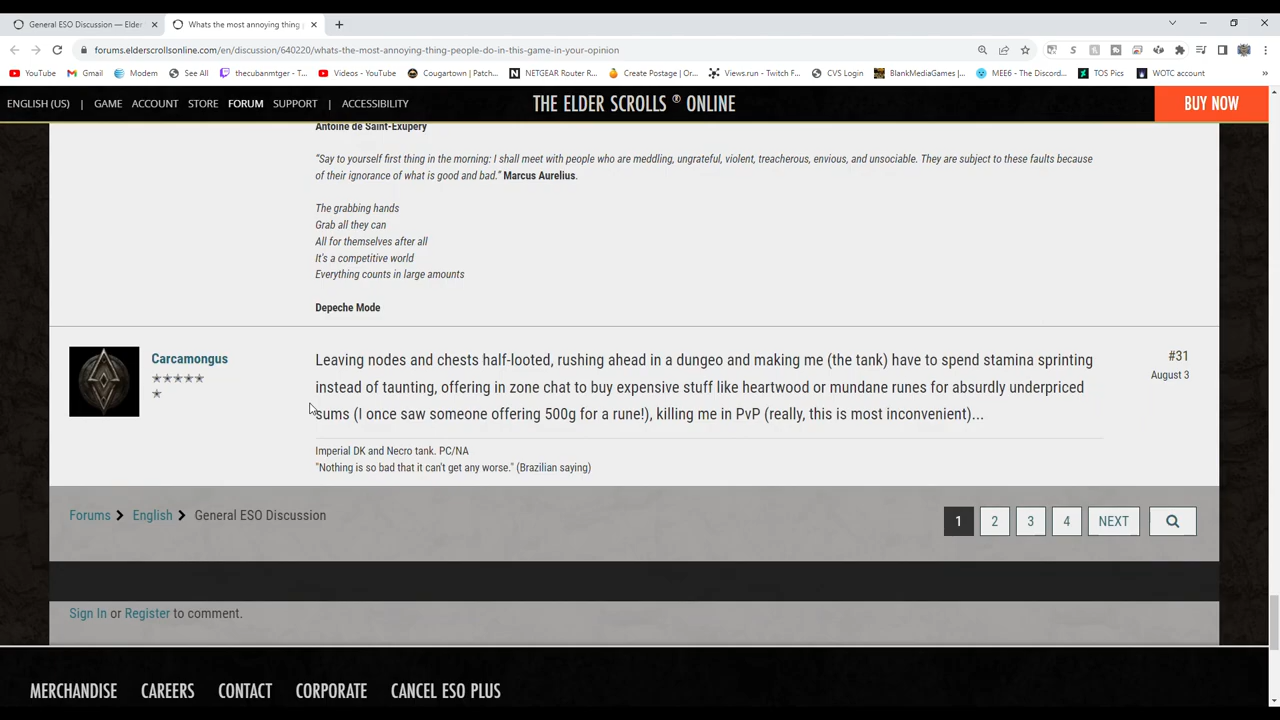 General ESO Discussion — Elder
Whats the most annoying thing
forums.elderscrollsonline.com/en/discussion/640220/whats-the-most-annoying-thing-people-do-in-this-game-in-your-opinion
YouTube
Gmail
Modem
See All
thecubanmtger - T...
Videos - YouTube
Cougartown | Patch...
NETGEAR Router R...
Create Postage | Or...
Views.run - Twitch F...
CVS Login
BlankMediaGames |...
MEE6 - The Discord...
TOS Pics
WOTC account
ENGLISH (US) | GAME ACCOUNT STORE FORUM SUPPORT | ACCESSIBILITY
THE ELDER SCROLLS ® ONLINE
BUY NOW
Antoine de Saint-Exupery
"Say to yourself first thing in the morning: I shall meet with people who are meddling, ungrateful, violent, treacherous, envious, and unsociable. They are subject to these faults because
of their ignorance of what is good and bad." Marcus Aurelius.
The grabbing hands
Grab all they can
All for themselves after all
It's a competitive world
Everything counts in large amounts
Depeche Mode
Carcamongus
#31
August 3
Leaving nodes and chests half-looted, rushing ahead in a dungeo and making me (the tank) have to spend stamina sprinting
instead of taunting, offering in zone chat to buy expensive stuff like heartwood or mundane runes for absurdly underpriced
sums (I once saw someone offering 500g for a rune!), killing me in PvP (really, this is most inconvenient)...
Imperial DK and Necro tank. PC/NA
"Nothing is so bad that it can't get any worse." (Brazilian saying)
Forums English General ESO Discussion
1 2 3 4 NEXT
Sign In or Register to comment.
MERCHANDISE CAREERS CONTACT CORPORATE CANCEL ESO PLUS